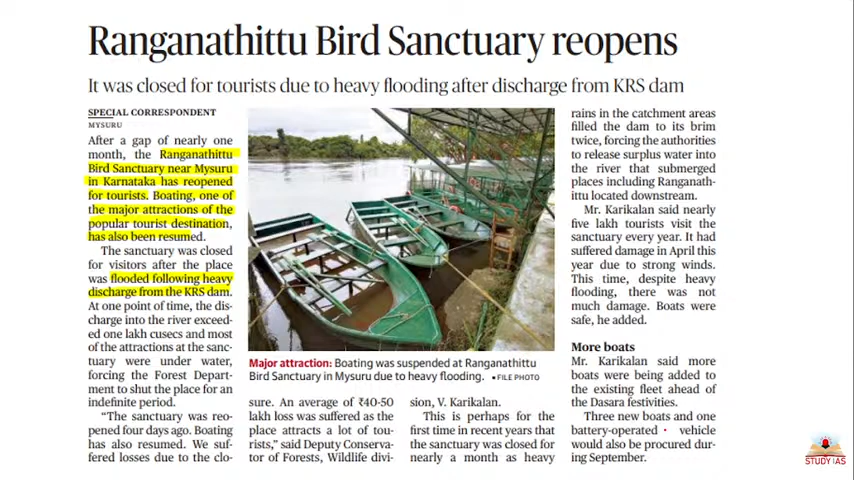 Ranganathittu Bird Sanctuary reopens
It was closed for tourists due to heavy flooding after discharge from KRS dam
SPECIAL CORRESPONDENT
MYSURU
After a gap of nearly one
month, the Ranganathittu
Bird Sanctuary near Mysuru
in Karnataka has reopened
for tourists. Boating, one of
the major attractions of the
popular tourist destination,
has also been resumed.
The sanctuary was closed
for visitors after the place
was flooded following heavy
discharge from the KRS dam.
At one point of time, the dis-
charge into the river exceed-
ed one lakh cusecs and most
of the attractions at the sanc-
tuary were under water,
forcing the Forest Depart-
ment to shut the place for an
indefinite period.
“The sanctuary was reo-
pened four days ago. Boating
has also resumed. We suf-
fered losses due to the clo-
Major attraction: Boating was suspended at Ranganathittu
Bird Sanctuary in Mysuru due to heavy flooding. ▪ FILE PHOTO
sure. An average of ₹40-50
lakh loss was suffered as the
place attracts a lot of tou-
rists,” said Deputy Conserva-
tor of Forests, Wildlife divi-
sion, V. Karikalan.
This is perhaps for the
first time in recent years that
the sanctuary was closed for
nearly a month as heavy
rains in the catchment areas
filled the dam to its brim
twice, forcing the authorities
to release surplus water into
the river that submerged
places including Ranganath-
ittu located downstream.
Mr. Karikalan said nearly
five lakh tourists visit the
sanctuary every year. It had
suffered damage in April this
year due to strong winds.
This time, despite heavy
flooding, there was not
much damage. Boats were
safe, he added.
More boats
Mr. Karikalan said more
boats were being added to
the existing fleet ahead of
the Dasara festivities.
Three new boats and one
battery-operated vehicle
would also be procured dur-
ing September.
STUDY IAS